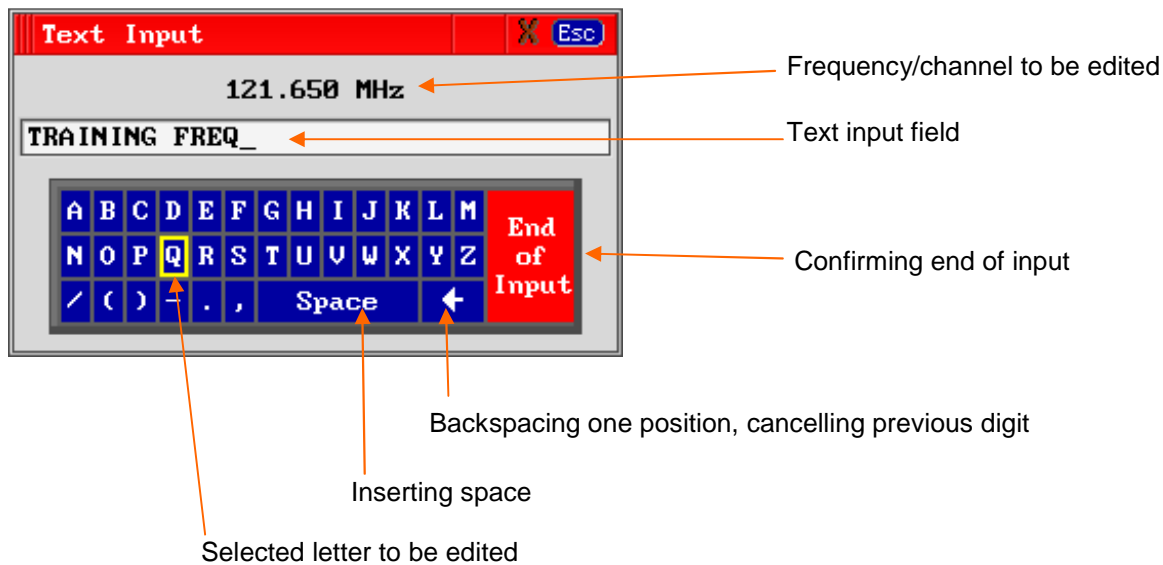 Text Input
Esc
121.650 MHz
Frequency/channel to be edited
TRAINING FREQ_
Text input field
A B C D E F G H I J K L M
N O P Q R S T U V W X Y Z
/ ( ) - . , Space
End
of
Input
Confirming end of input
Backspacing one position, cancelling previous digit
Inserting space
Selected letter to be edited